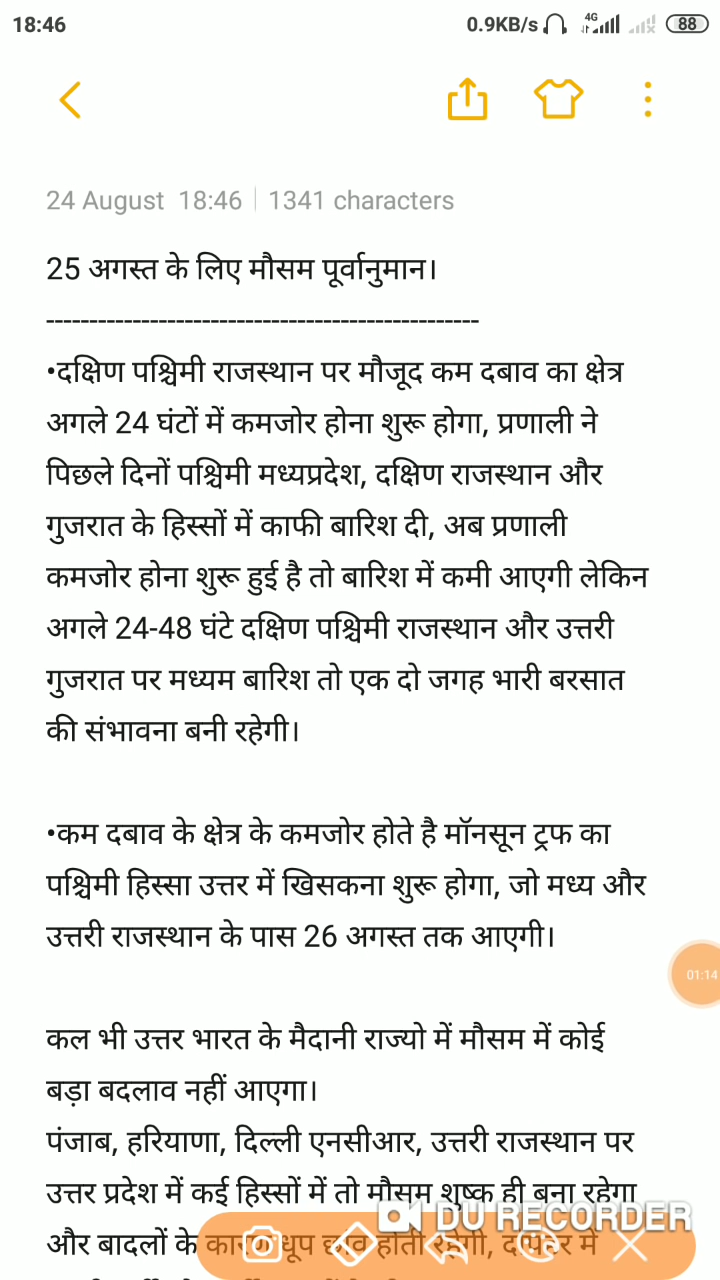 18:46 0.9KB/s 4G 88
24 August 18:46 | 1341 characters
25 अगस्त के लिए मौसम पूर्वानुमान।
--------------------------------------------------
•दक्षिण पश्चिमी राजस्थान पर मौजूद कम दबाव का क्षेत्र
अगले 24 घंटों में कमजोर होना शुरू होगा, प्रणाली ने
पिछले दिनों पश्चिमी मध्यप्रदेश, दक्षिण राजस्थान और
गुजरात के हिस्सों में काफी बारिश दी, अब प्रणाली
कमजोर होना शुरू हुई है तो बारिश में कमी आएगी लेकिन
अगले 24-48 घंटे दक्षिण पश्चिमी राजस्थान और उत्तरी
गुजरात पर मध्यम बारिश तो एक दो जगह भारी बरसात
की संभावना बनी रहेगी।
•कम दबाव के क्षेत्र के कमजोर होते है मॉनसून ट्रफ का
पश्चिमी हिस्सा उत्तर में खिसकना शुरू होगा, जो मध्य और
उत्तरी राजस्थान के पास 26 अगस्त तक आएगी।
01:14
कल भी उत्तर भारत के मैदानी राज्यो में मौसम में कोई
बड़ा बदलाव नहीं आएगा।
पंजाब, हरियाणा, दिल्ली एनसीआर, उत्तरी राजस्थान पर
उत्तर प्रदेश में कई हिस्सों में तो मौसम शुष्क ही बना रहेगा
DU RECORDER
और बादलों के कारण धूप छाव होती रहेगी, दोपहर में